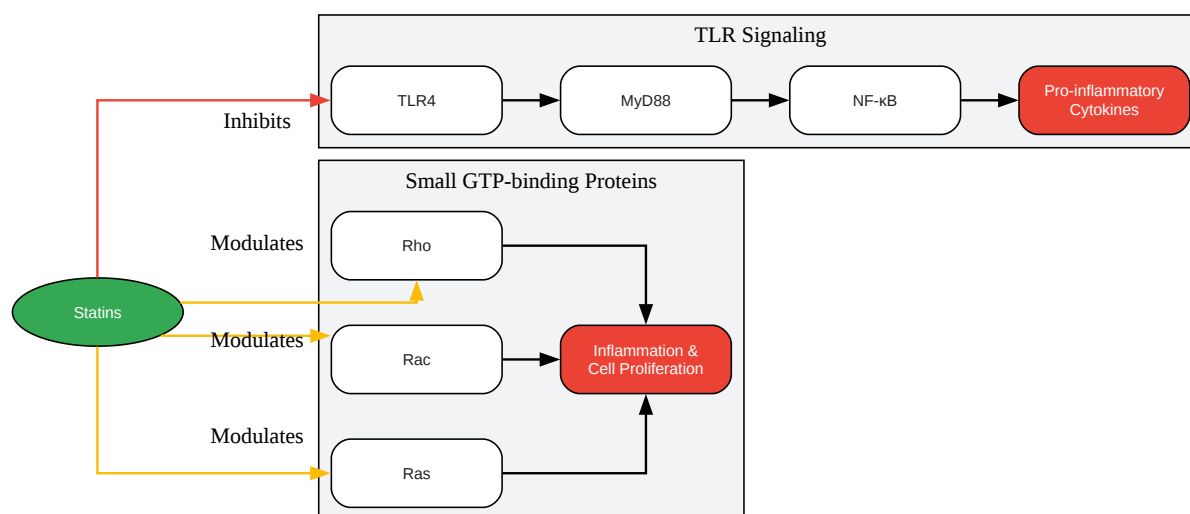 TLR Signaling
TLR4
MyD88
NF-κB
Pro-inflammatory
Cytokines
Inhibits
Small GTP-binding Proteins
Modulates
Rho
Statins
Modulates
Rac
Inflammation &
Cell Proliferation
Modulates
Ras